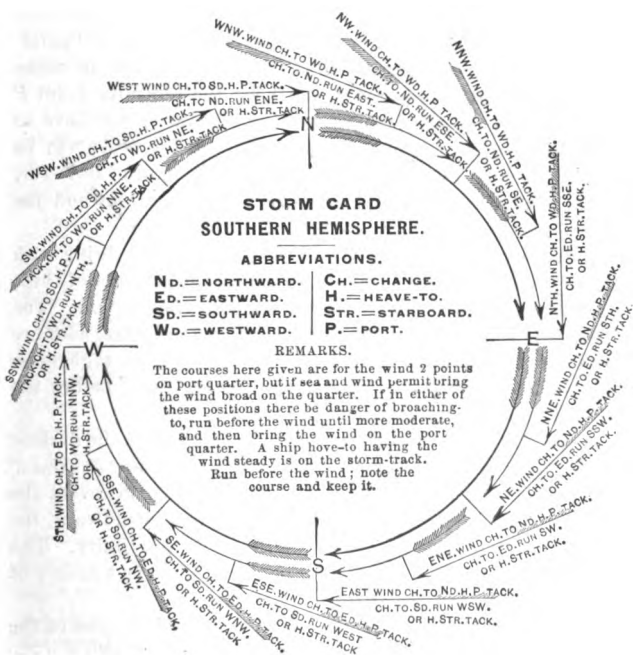 STORM CARD
SOUTHERN HEMISPHERE.
ABBREVIATIONS.
ND.=NORTHWARD.
ED.=EASTWARD.
SD.=SOUTHWARD.
WD.=WESTWARD.
CH.=CHANGE.
H.=HEAVE-TO.
STR.=STARBOARD.
P.=PORT.
REMARKS.
The courses here given are for the wind 2 points
on port quarter, but if sea and wind permit bring
the wind broad on the quarter. If in either of
these positions there be danger of broaching-
to, run before the wind until more moderate,
and then bring the wind on the port
quarter. A ship hove-to having the
wind steady is on the storm-track.
Run before the wind; note the
course and keep it.
N
E
S
W
WEST WIND CH.TO SD.H.P.TACK.
CH.TO ND.RUN ENE.
OR H.STR.TACK
WNW.WIND CH.TO WD.H.P.TACK.
CH.TO.ND.RUN EAST.
OR H.STR.TACK.
NW.WIND CH.TO WD.H.P.TACK.
CH.TO.ND.RUN ESE.
OR H.STR.TACK.
NNW.WIND CH.TO WD.H.P.TACK.
CH.TO ND.RUN SE.
OR H.STR.TACK.
NTH.WIND CH.TO WD.H.P.TACK.
CH.TO.ED.RUN SSE.
OR H.STR.TACK.
NNE.WIND CH.TO.ND.H.P.TACK.
CH.TO ED.RUN STH.
OR H.STR.TACK.
NE.WIND CH.TO ND.H.P.TACK.
CH.TO.ED.RUN SSW.
OR H.STR.TACK.
ENE.WIND CH.TO ND.H.P.TACK.
CH.TO.ED.RUN SW.
OR H.STR.TACK.
EAST WIND CH.TO ND.H.P.TACK.
CH.TO.SD.RUN WSW.
OR H.STR.TACK.
ESE.WIND CH.TO ED.H.P.TACK.
CH.TO SD.RUN WEST
OR H.STR.TACK
SE.WIND CH.TO ED.H.P.TACK.
CH.TO SD.RUN WNW.
OR H.STR.TACK
SSE.WIND CH.TO.ED.H.P.TACK.
CH.TO SD.RUN NW.
OR H.STR.TACK
STH.WIND CH.TO ED.H.P.TACK.
CH.TO WD.RUN NNW.
OR H.STR.TACK
SSW.WIND CH.TO SD.H.P.
TACK.CH.TO WD.RUN NTH.
OR H.STR.TACK
SW.WIND CH.TO SD.H.P.
TACK.CH.TO WD.RUN NNE.
OR H.STR.TACK
WSW.WIND CH.TO SD.H.P.TACK.
CH.TO WD.RUN NE.
OR H.STR.TACK